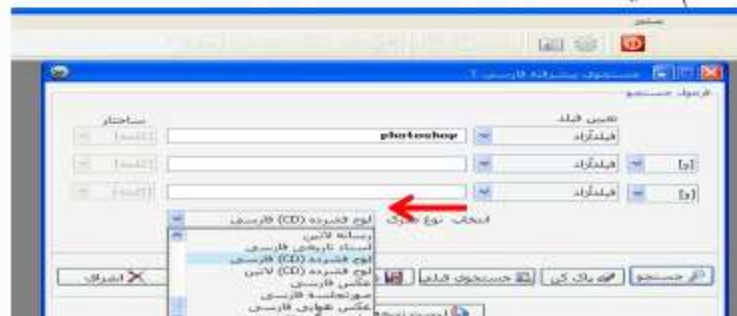 جستجوی پیشرفته فارسی
فرمول جستجو
تعیین فیلد
ساختار
فیلدآزاد
photoshop
[و]
فیلدآزاد
[و]
فیلدآزاد
انتخاب نوع مدرک
لوح فشرده (CD) فارسی
رسانه لاتین
اسناد تاریخی فارسی
لوح فشرده (CD) فارسی
لوح فشرده (CD) لاتین
عکس فارسی
صورتجلسه فارسی
عکس هوایی فارسی
جستجو
پاک کن
جستجوی قبلی
انصراف